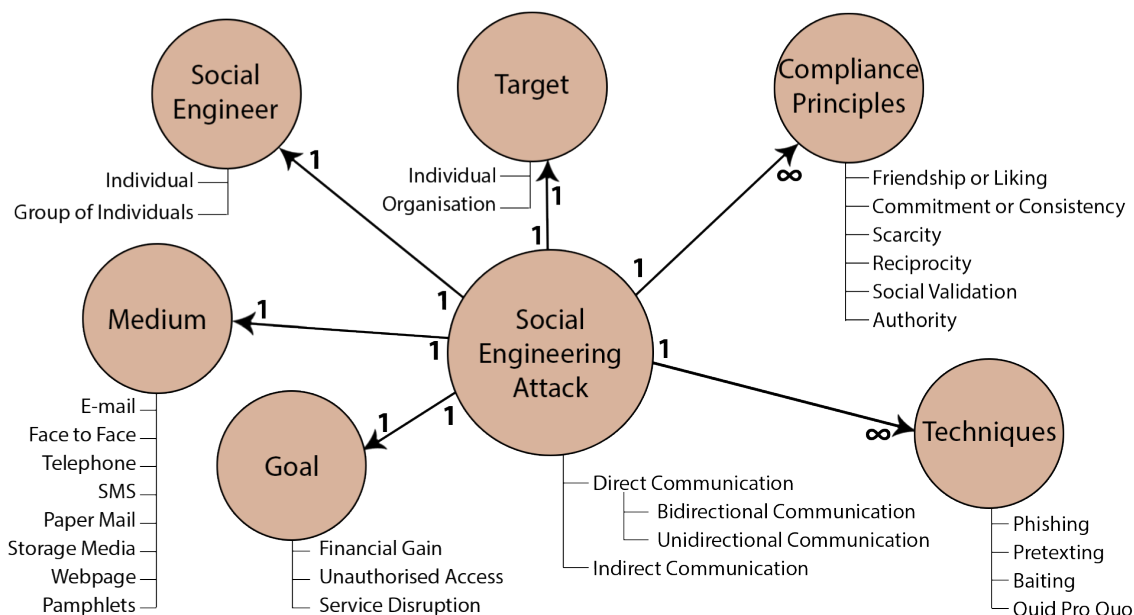 Social
Engineer
1
Individual
Group of Individuals
Target
Individual
Organisation
1
1
Compliance
Principles
∞
Friendship or Liking
Commitment or Consistency
Scarcity
Reciprocity
Social Validation
Authority
1
1
Medium
1
1
E-mail
Face to Face
Telephone
SMS
Paper Mail
Storage Media
Webpage
Pamphlets
Social
Engineering
Attack
Direct Communication
Bidirectional Communication
Unidirectional Communication
Indirect Communication
Goal
1
1
Financial Gain
Unauthorised Access
Service Disruption
1
∞
Techniques
Phishing
Pretexting
Baiting
Quid Pro Quo